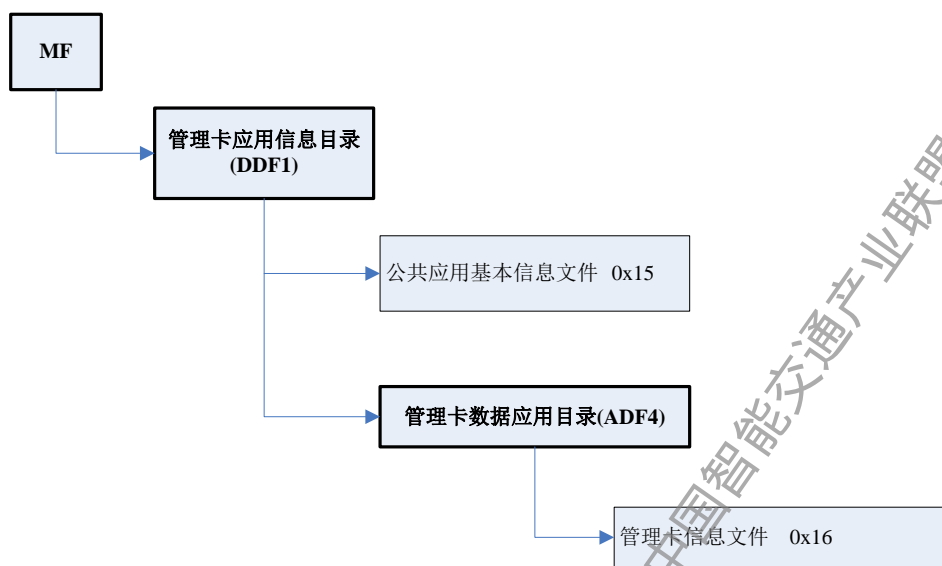 MF
管理卡应用信息目录
(DDF1)
公共应用基本信息文件 0x15
管理卡数据应用目录(ADF4)
管理卡信息文件 0x16
中国智能交通产业联盟